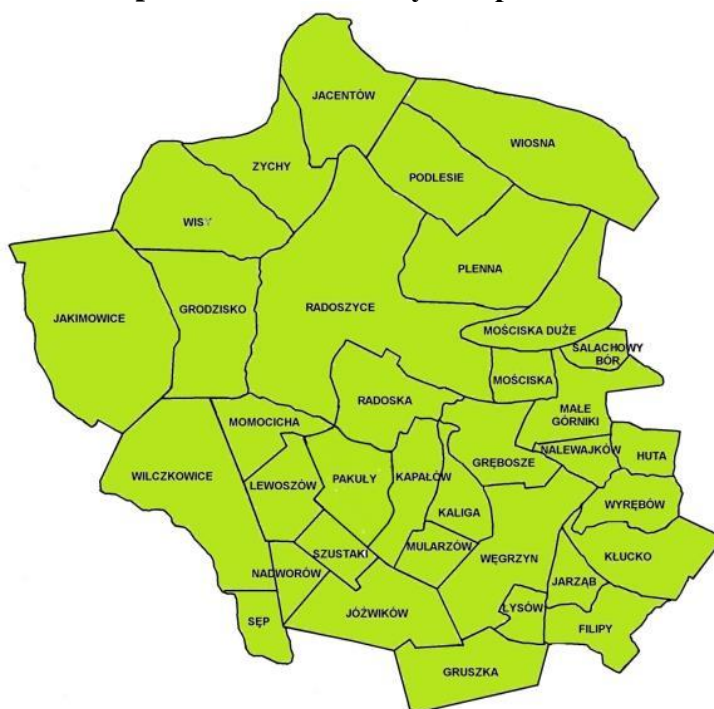 JACENTÓW
WIOSNA
ZYCHY
PODLESIE
WISY
PLENNA
JAKIMOWICE
GRODZISKO
RADOSZYCE
MOŚCISKA DUŻE
SALACHOWY
BÓR
MOŚCISKA
RADOSKA
MAŁE
GÓRNIKI
MOMOCICHA
NALEWAJKÓW
HUTA
GRĘBOSZE
WILCZKOWICE
LEWOSZÓW
PAKUŁY
KAPAŁÓW
WYRĘBÓW
KALIGA
MULARZÓW
SZUSTAKI
WĘGRZYN
KŁUCKO
NADWORÓW
JARZĄB
ŁYSÓW
JÓŹWIKÓW
SĘP
FILIPY
GRUSZKA